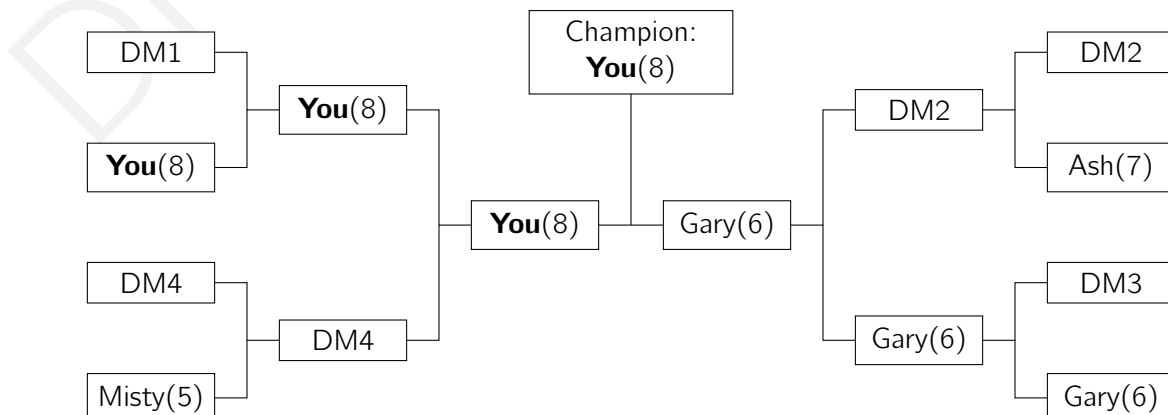 Champion:
You(8)
DM1
You(8)
You(8)
DM4
Misty(5)
DM4
You(8)
Gary(6)
DM2
Gary(6)
DM2
Ash(7)
DM3
Gary(6)